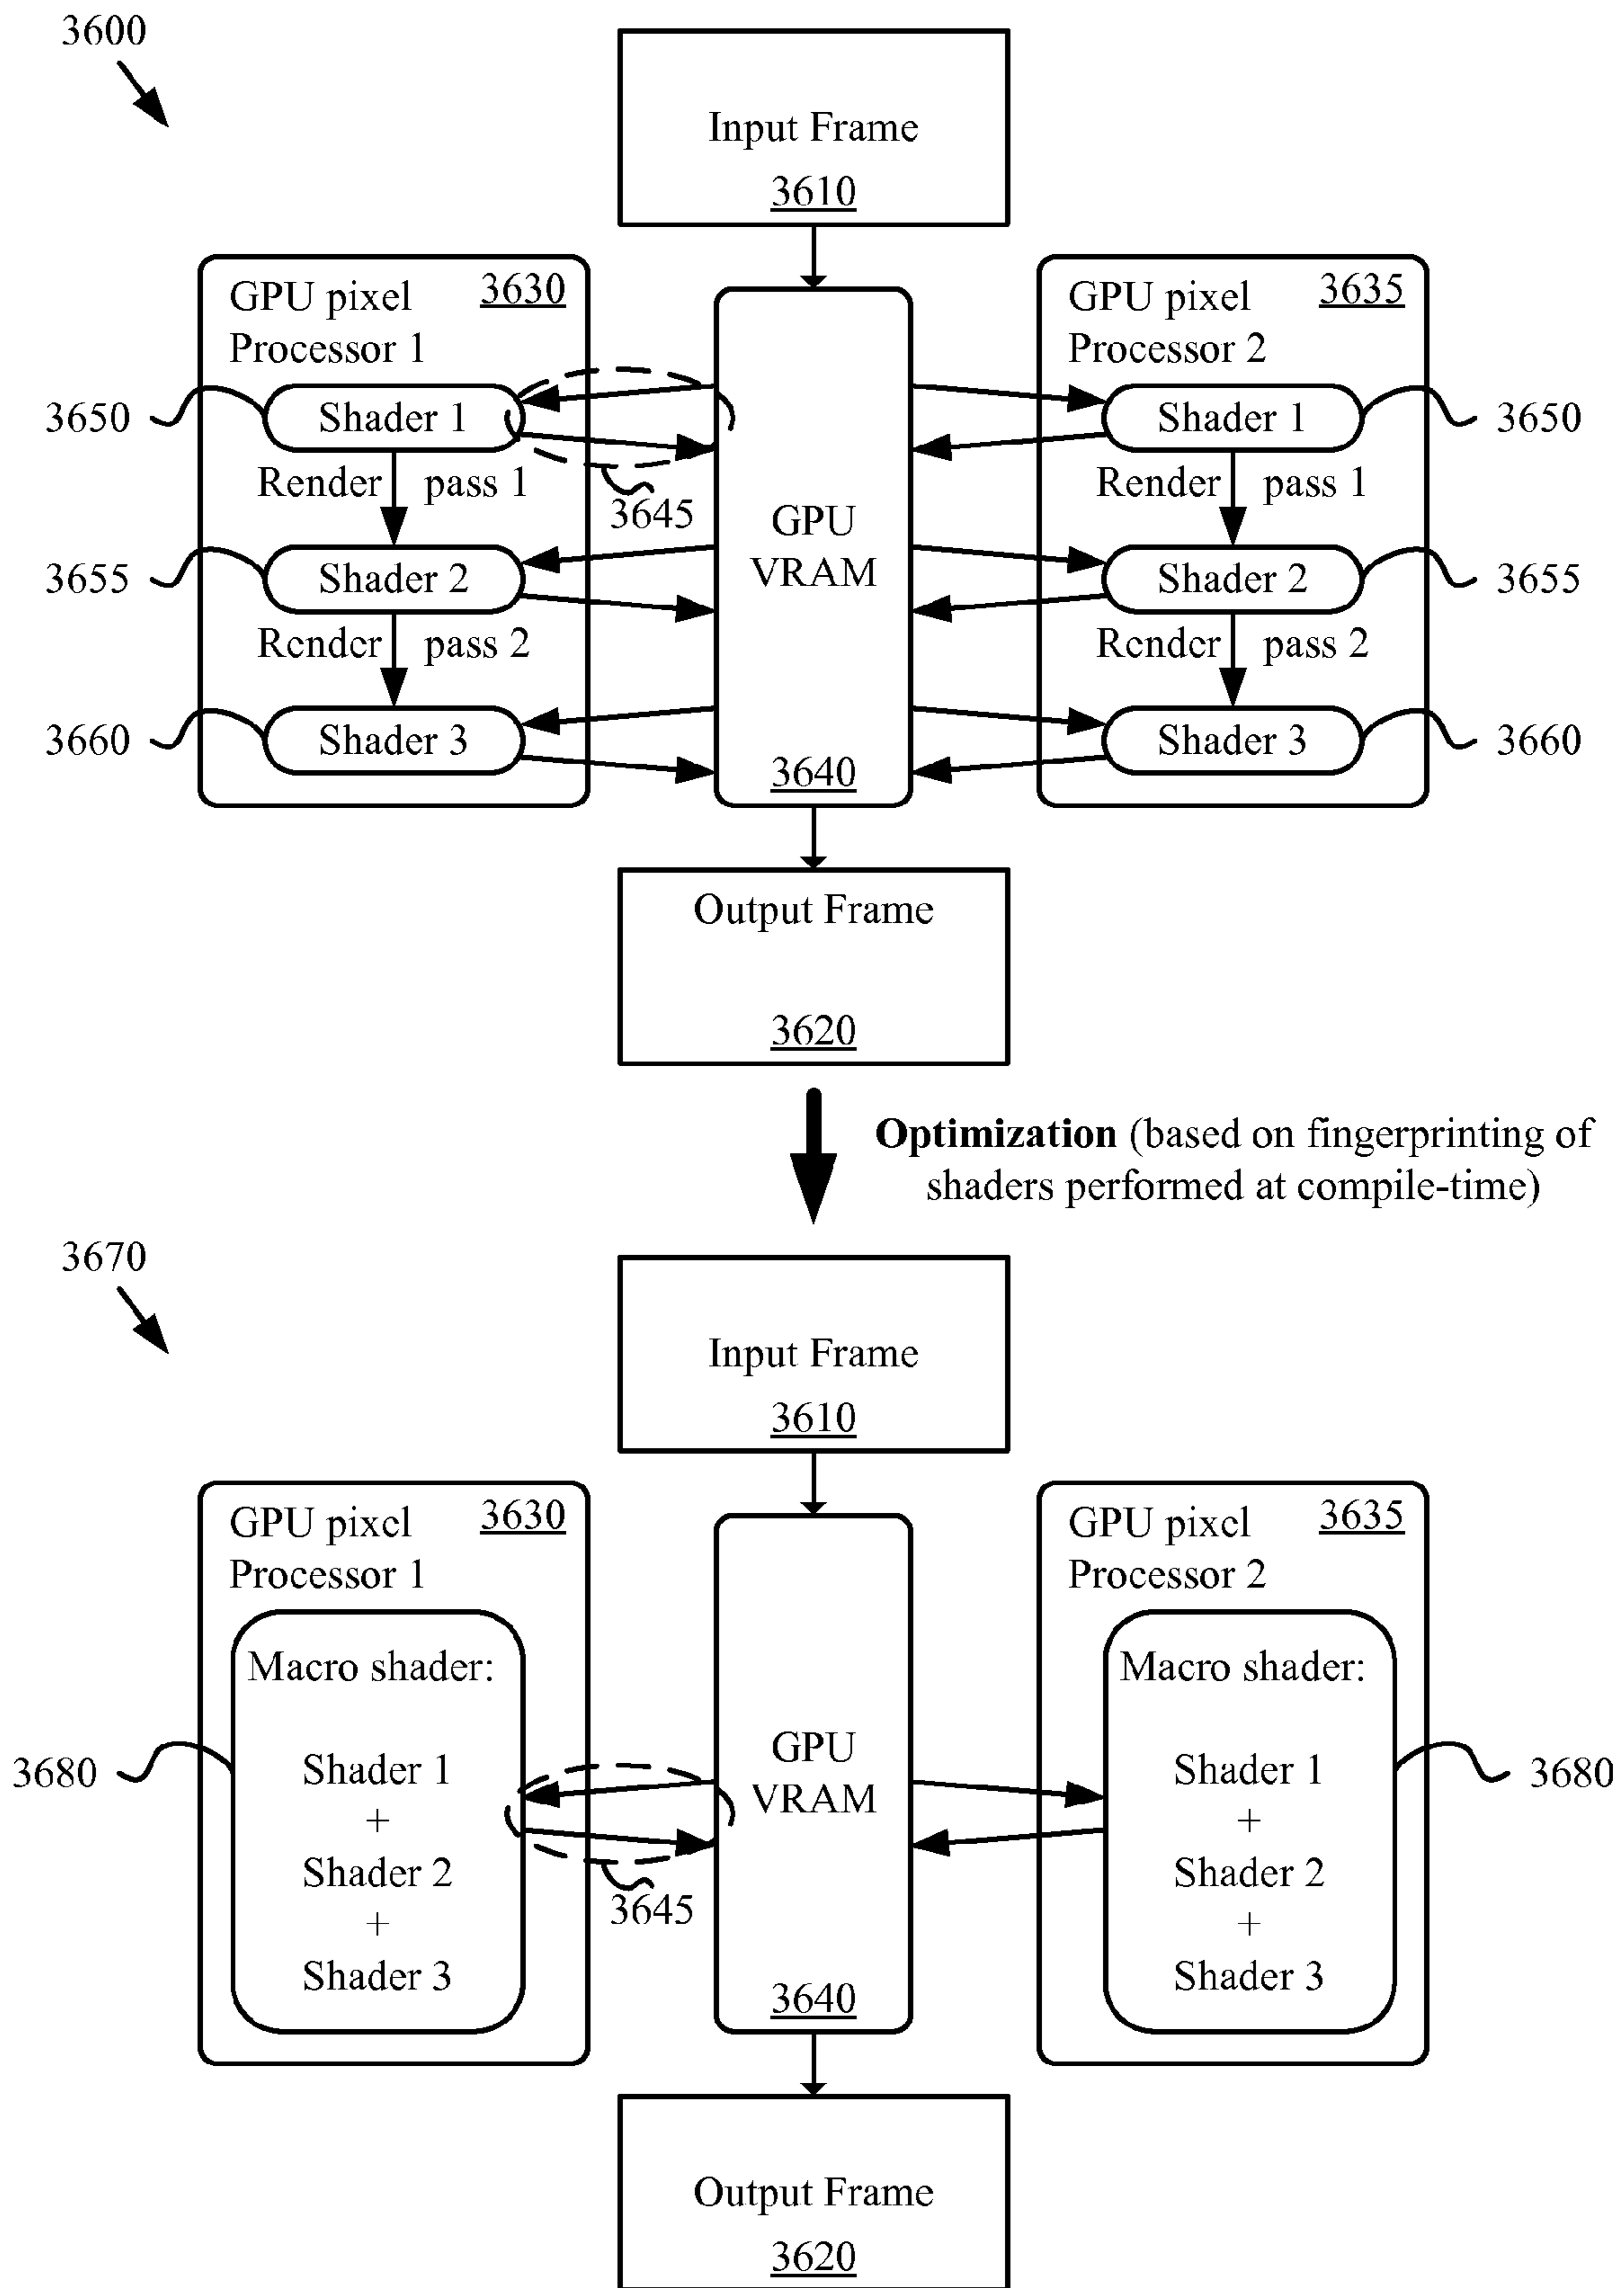 3600
Input Frame
3610
GPU pixel
Processor 1
3630
GPU pixel
Processor 2
3635
3650
Shader 1
Shader 1
3650
Render pass 1
3645
Render pass 1
GPU
VRAM
3655
Shader 2
Shader 2
3655
Render pass 2
Render pass 2
3660
Shader 3
Shader 3
3660
3640
Output Frame
3620
Optimization (based on fingerprinting of
shaders performed at compile-time)
3670
Input Frame
3610
GPU pixel
Processor 1
3630
GPU pixel
Processor 2
3635
Macro shader:
Shader 1
+
Shader 2
+
Shader 3
3680
3645
GPU
VRAM
3640
Macro shader:
Shader 1
+
Shader 2
+
Shader 3
3680
Output Frame
3620